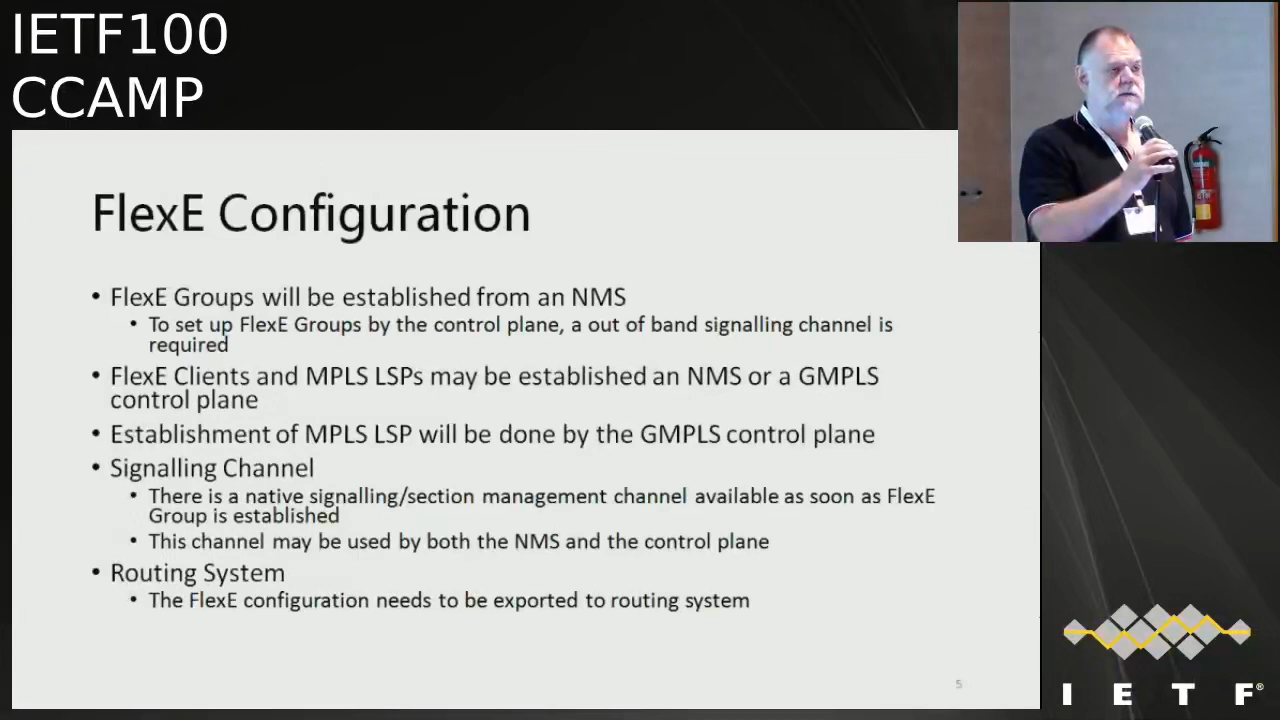 IETF100
CCAMP
FlexE Configuration
• FlexE Groups will be established from an NMS
• To set up FlexE Groups by the control plane, a out of band signalling channel is
required
• FlexE Clients and MPLS LSPs may be established an NMS or a GMPLS
control plane
• Establishment of MPLS LSP will be done by the GMPLS control plane
• Signalling Channel
• There is a native signalling/section management channel available as soon as FlexE
Group is established
• This channel may be used by both the NMS and the control plane
• Routing System
• The FlexE configuration needs to be exported to routing system
5
I E T F®